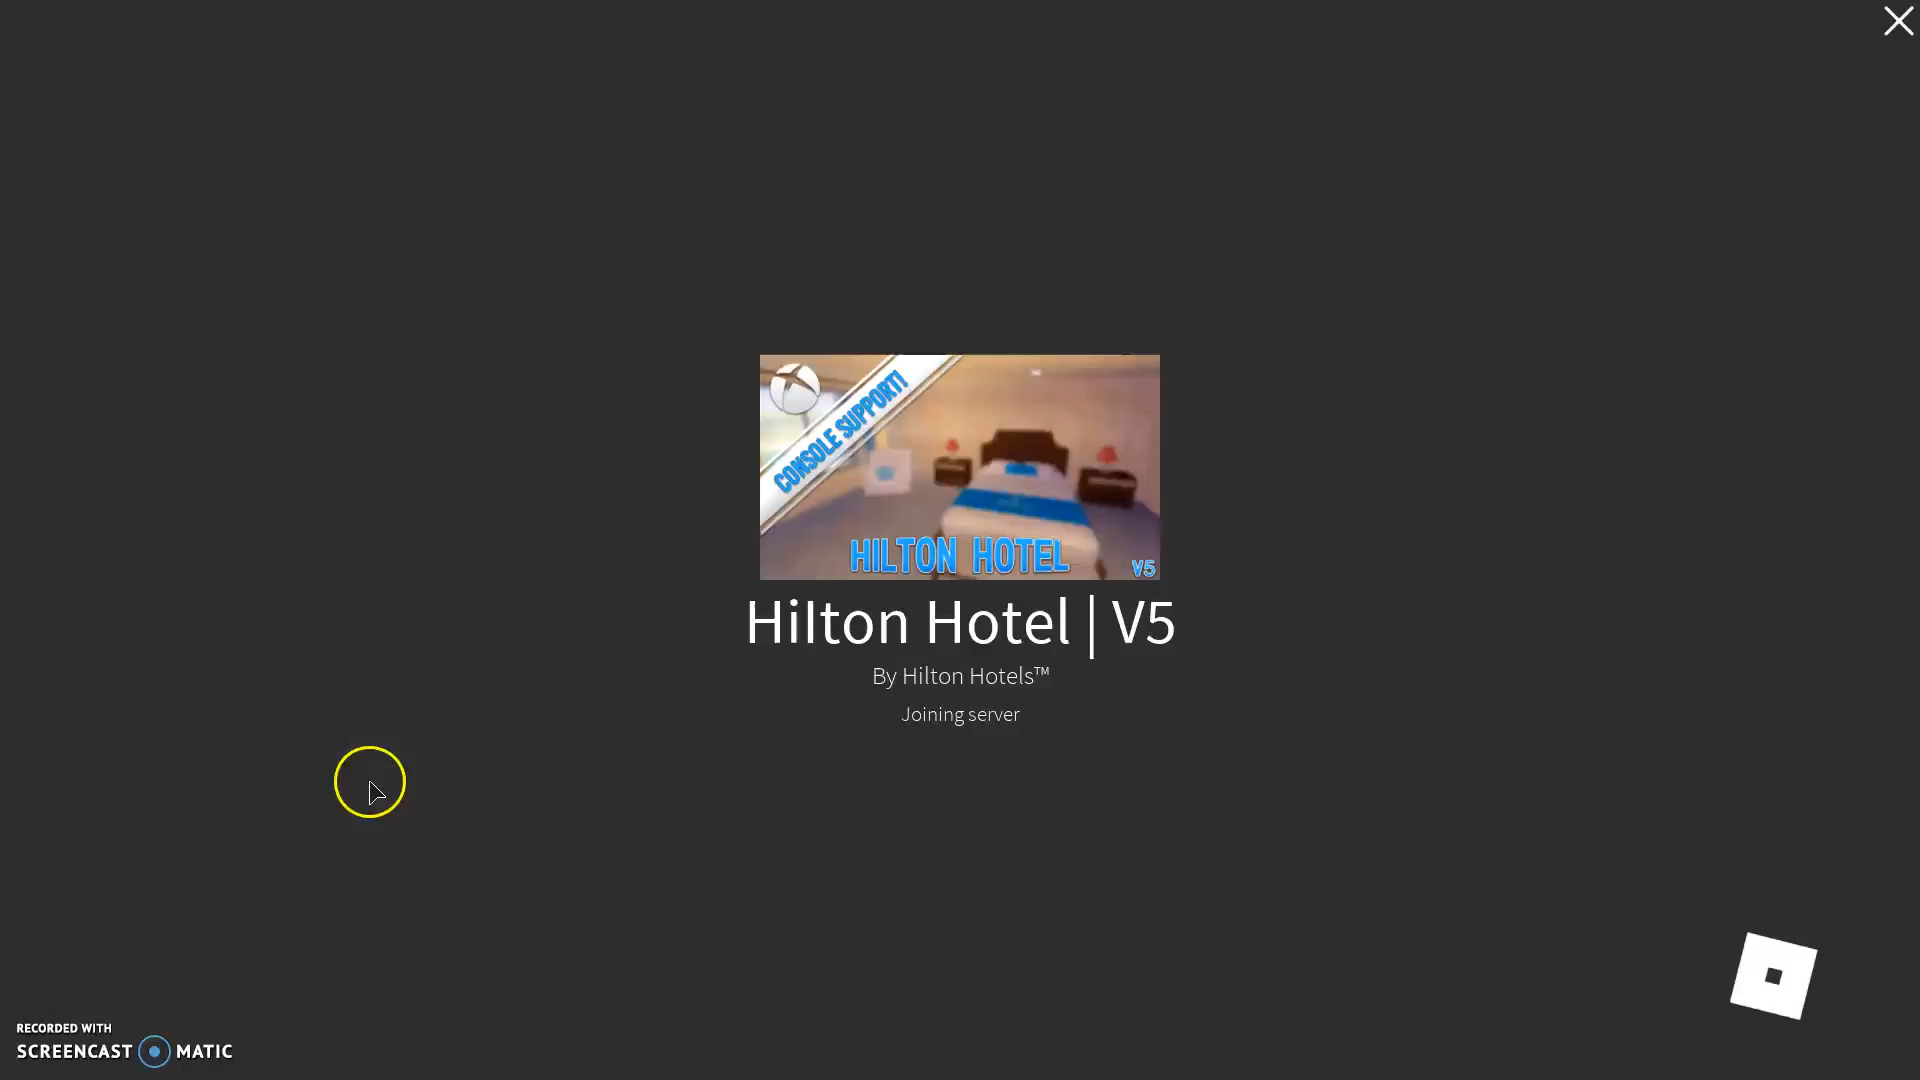 CONSOLE SUPPORT!
HILTON HOTEL
V5
Hilton Hotel | V5
By Hilton Hotels™
Joining server
RECORDED WITH
SCREENCAST MATIC